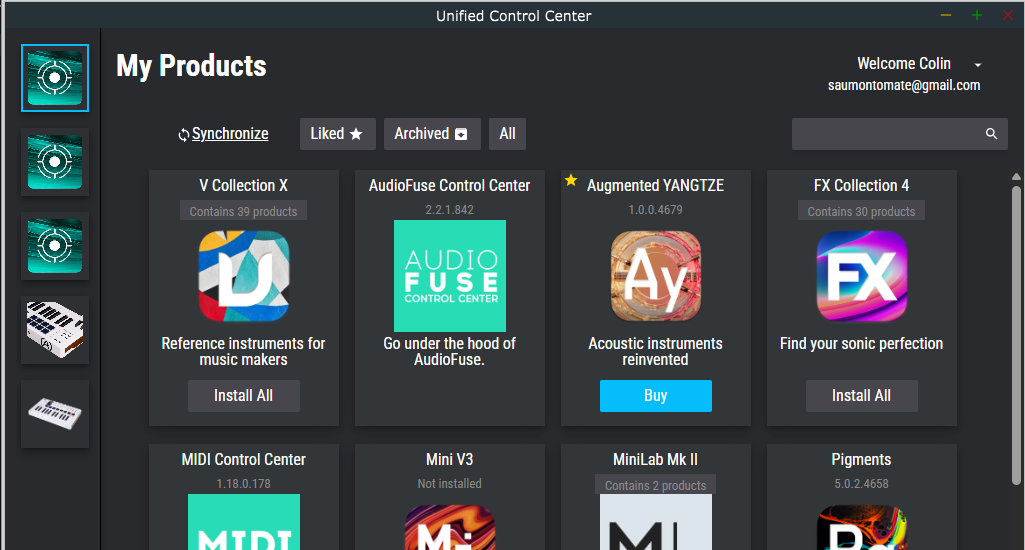 Unified Control Center
My Products
Welcome Colin
saumontomate@gmail.com
Synchronize
Liked
Archived
All
V Collection X
Contains 39 products
V
Reference instruments for
music makers
Install All
AudioFuse Control Center
2.2.1.842
AUDIO
FUSE
CONTROL CENTER
Go under the hood of
AudioFuse.
Augmented YANGTZE
1.0.0.4679
Ay
Acoustic instruments
reinvented
Buy
FX Collection 4
Contains 30 products
FX
Find your sonic perfection
Install All
MIDI Control Center
1.18.0.178
MIDI
Mini V3
Not installed
Mi
MiniLab Mk II
Contains 2 products
ML
Pigments
5.0.2.4658